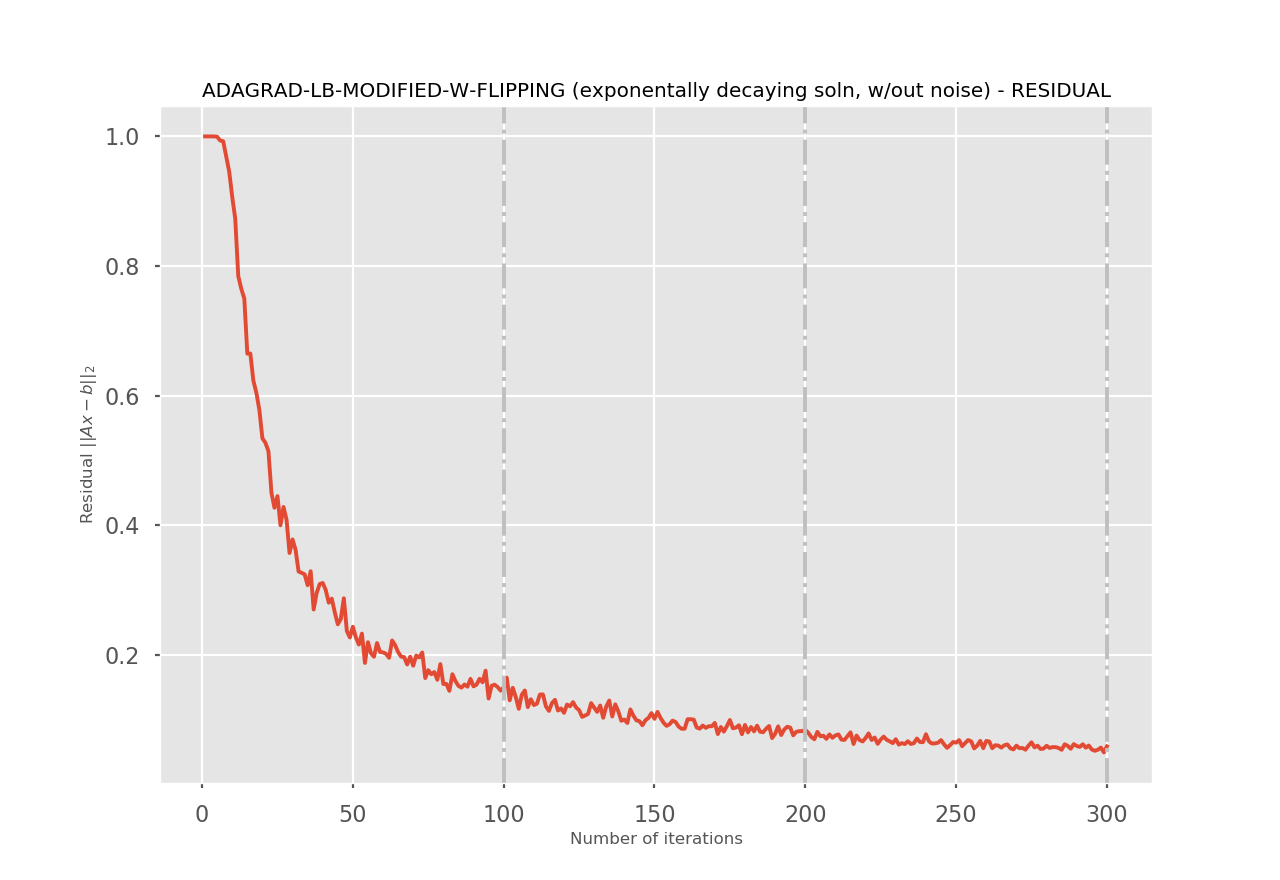 ADAGRAD-LB-MODIFIED-W-FLIPPING (exponentially decaying soln, w/out noise) - RESIDUAL
1.0
0.8
0.6
0.4
0.2
Residual ||Ax − b||₂
0 50 100 150 200 250 300
Number of iterations